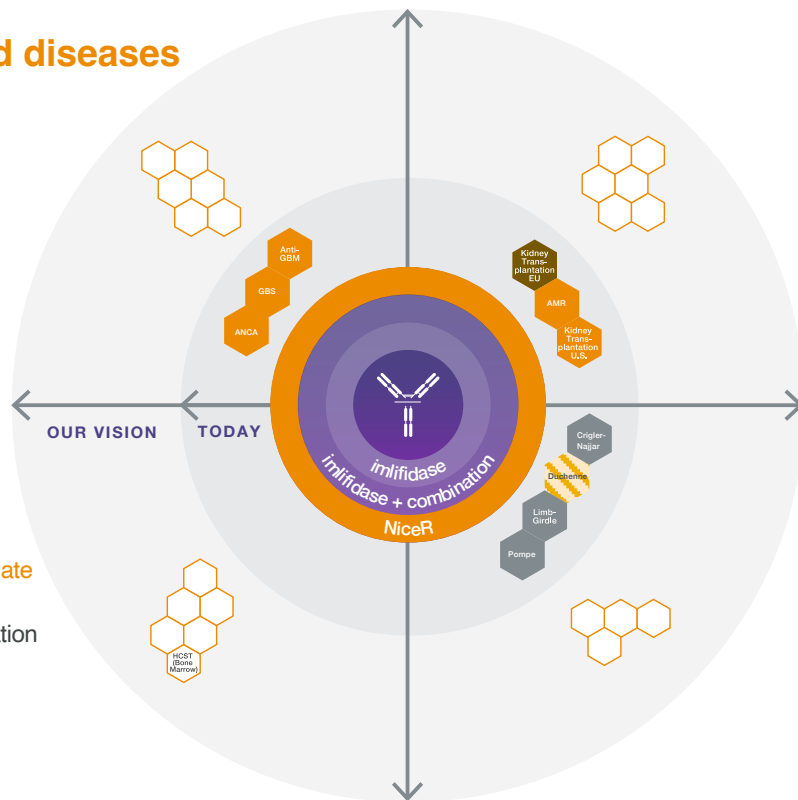 d diseases
Anti-
GBM
GBS
ANCA
Kidney
Trans-
plantation
EU
AMR
Kidney
Trans-
plantation
U.S.
OUR VISION
TODAY
imlifidase
imlifidase + combination
NiceR
Crigler-
Najjar
Duchenne
Limb-
Girdle
Pompe
ate
tion
HCST
(Bone
Marrow)